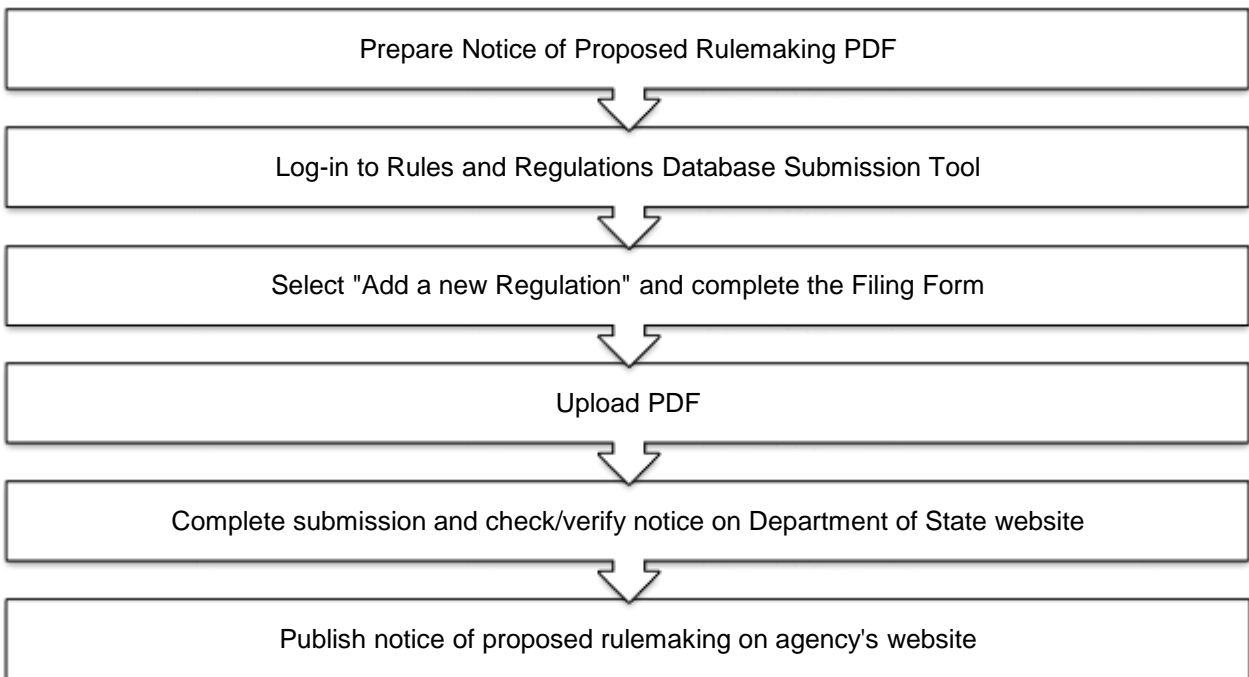 Prepare Notice of Proposed Rulemaking PDF
Log-in to Rules and Regulations Database Submission Tool
Select "Add a new Regulation" and complete the Filing Form
Upload PDF
Complete submission and check/verify notice on Department of State website
Publish notice of proposed rulemaking on agency's website